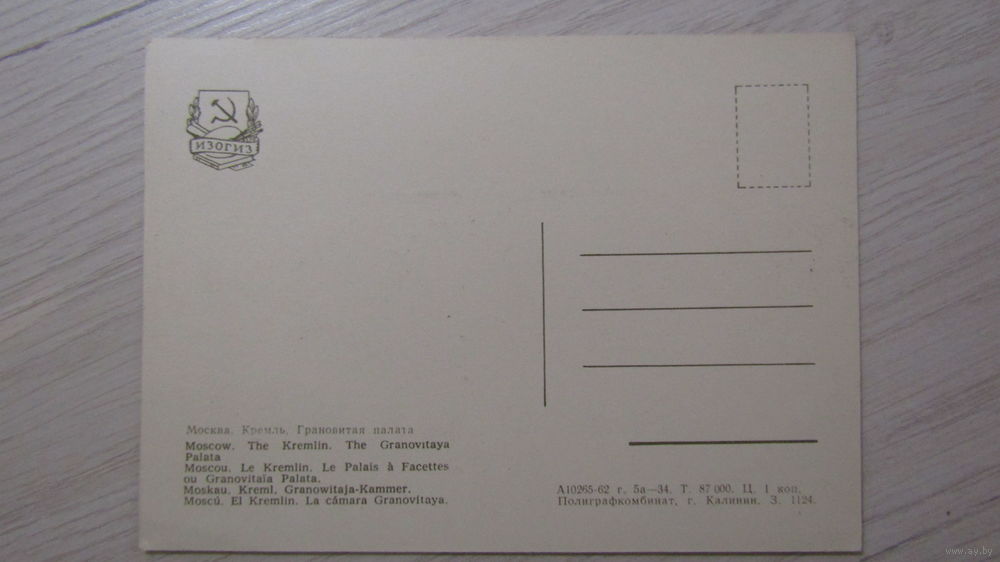 ИЗОГИЗ
Москва. Кремль. Грановитая палата
Moscow. The Kremlin. The Granovitaya
Palata
Moscou. Le Kremlin. Le Palais à Facettes
ou Granovitaïa Palata.
Moskau. Kreml. Granowitaja-Kammer.
Moscú. El Kremlin. La cámara Granovitaya.
А10265-62 г. 5а—34. Т. 87 000. Ц. 1 коп.
Полиграфкомбинат, г. Калинин. З. 1124.
www.ay.by